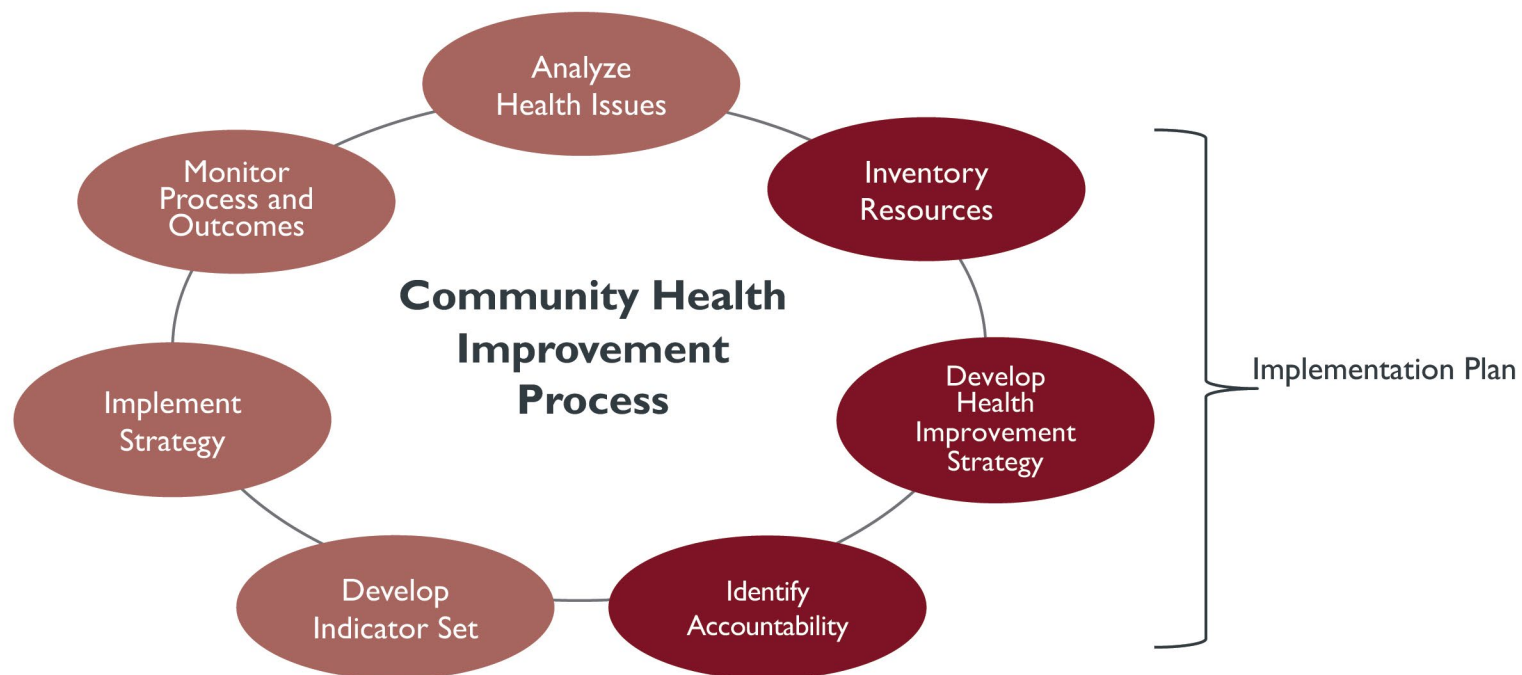 Analyze
Health Issues
Inventory
Resources
Develop
Health
Improvement
Strategy
Identify
Accountability
Develop
Indicator Set
Implement
Strategy
Monitor
Process and
Outcomes
Community Health
Improvement
Process
Implementation Plan